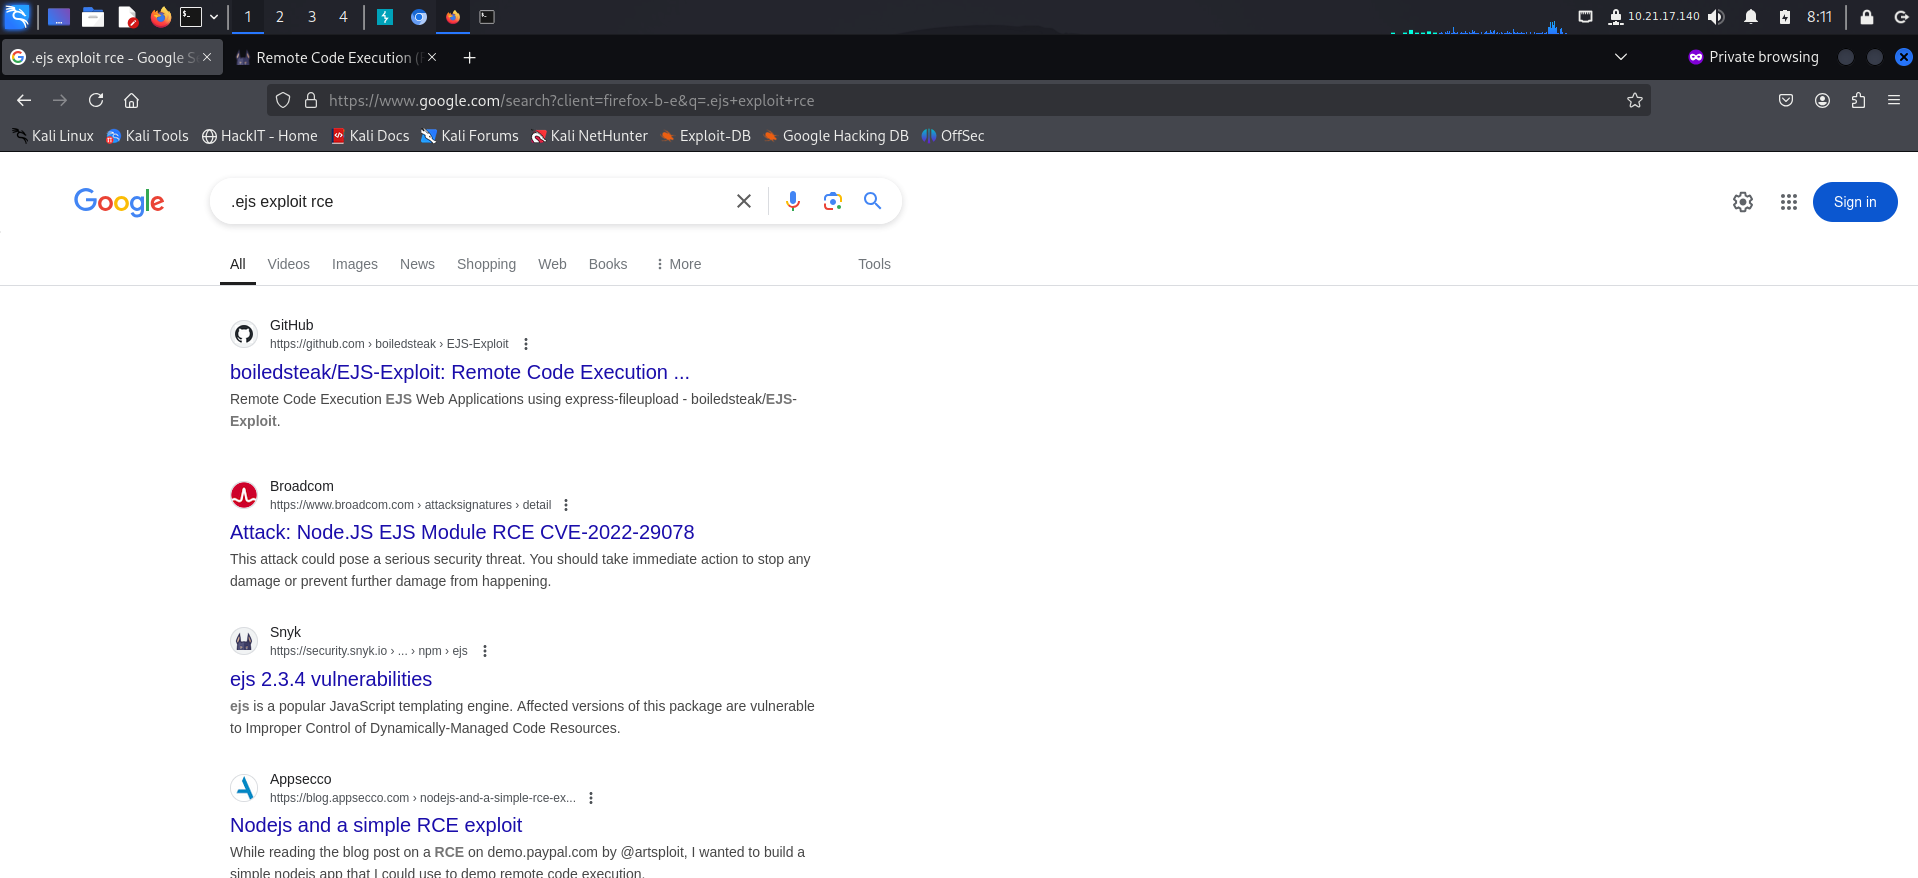 1 2 3 4
10.21.17.140
8:11
.ejs exploit rce - Google S
Remote Code Execution (
Private browsing
https://www.google.com/search?client=firefox-b-e&q=.ejs+exploit+rce
Kali Linux Kali Tools HackIT - Home Kali Docs Kali Forums Kali NetHunter Exploit-DB Google Hacking DB OffSec
Google
.ejs exploit rce
Sign in
All Videos Images News Shopping Web Books More Tools
GitHub
https://github.com › boiledsteak › EJS-Exploit
boiledsteak/EJS-Exploit: Remote Code Execution ...
Remote Code Execution EJS Web Applications using express-fileupload - boiledsteak/EJS-
Exploit.
Broadcom
https://www.broadcom.com › attacksignatures › detail
Attack: Node.JS EJS Module RCE CVE-2022-29078
This attack could pose a serious security threat. You should take immediate action to stop any
damage or prevent further damage from happening.
Snyk
https://security.snyk.io › ... › npm › ejs
ejs 2.3.4 vulnerabilities
ejs is a popular JavaScript templating engine. Affected versions of this package are vulnerable
to Improper Control of Dynamically-Managed Code Resources.
Appsecco
https://blog.appsecco.com › nodejs-and-a-simple-rce-ex...
Nodejs and a simple RCE exploit
While reading the blog post on a RCE on demo.paypal.com by @artsploit, I wanted to build a
simple nodejs app that I could use to demo remote code execution.